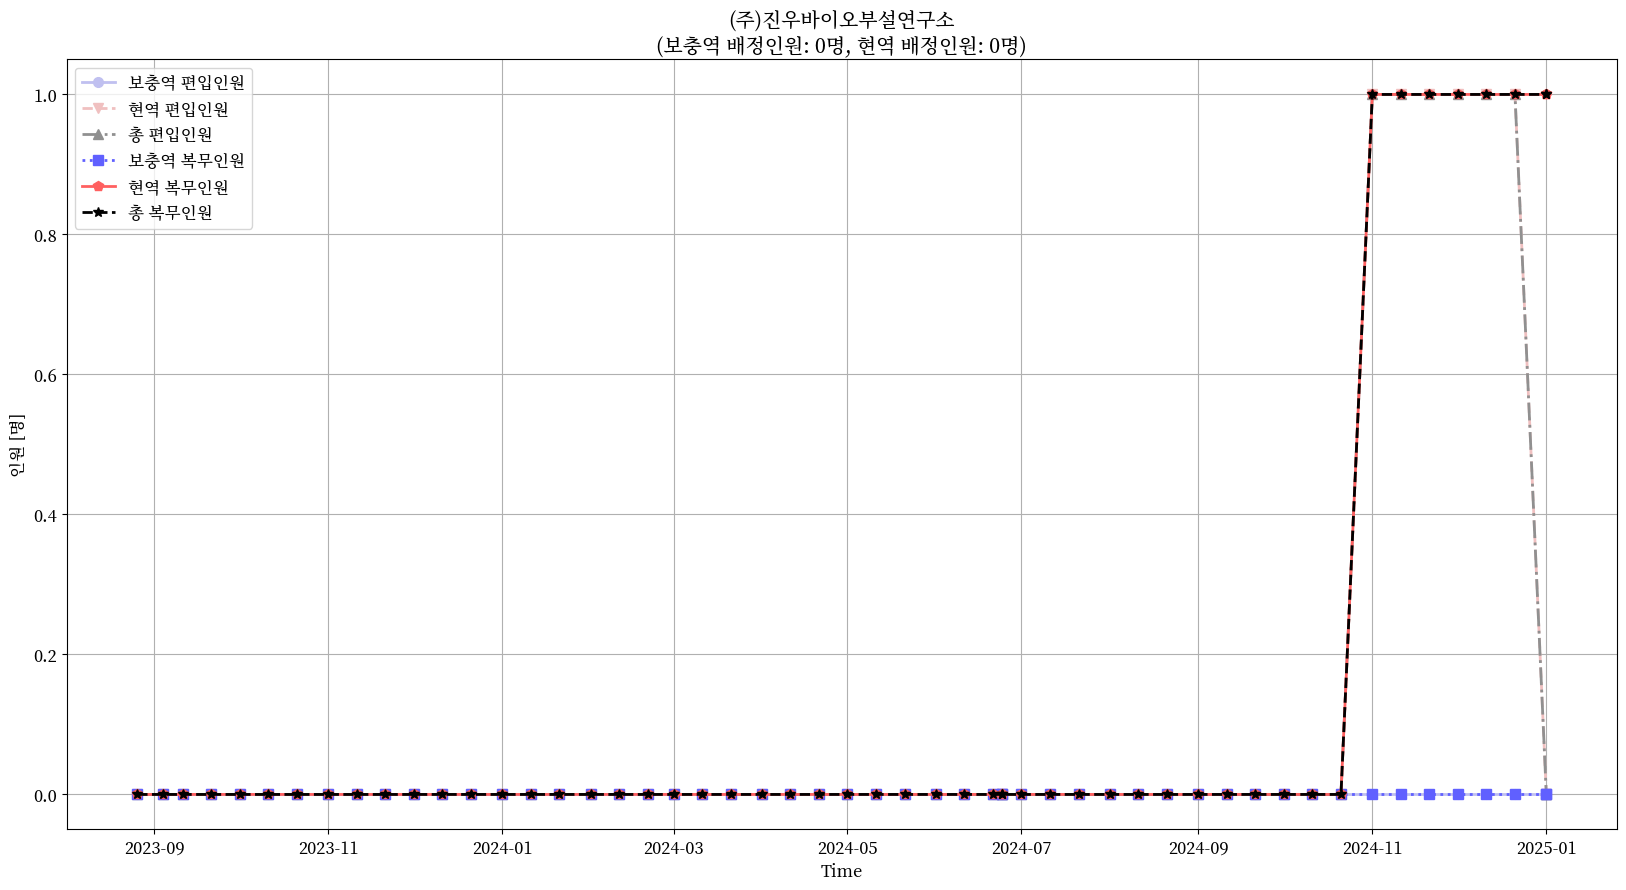 (주)진우바이오부설연구소
(보충역 배정인원: 0명, 현역 배정인원: 0명)
보충역 편입인원
현역 편입인원
총 편입인원
보충역 복무인원
현역 복무인원
총 복무인원
1.0
0.8
0.6
0.4
0.2
0.0
인원 [명]
2023-09
2023-11
2024-01
2024-03
2024-05
2024-07
2024-09
2024-11
2025-01
Time